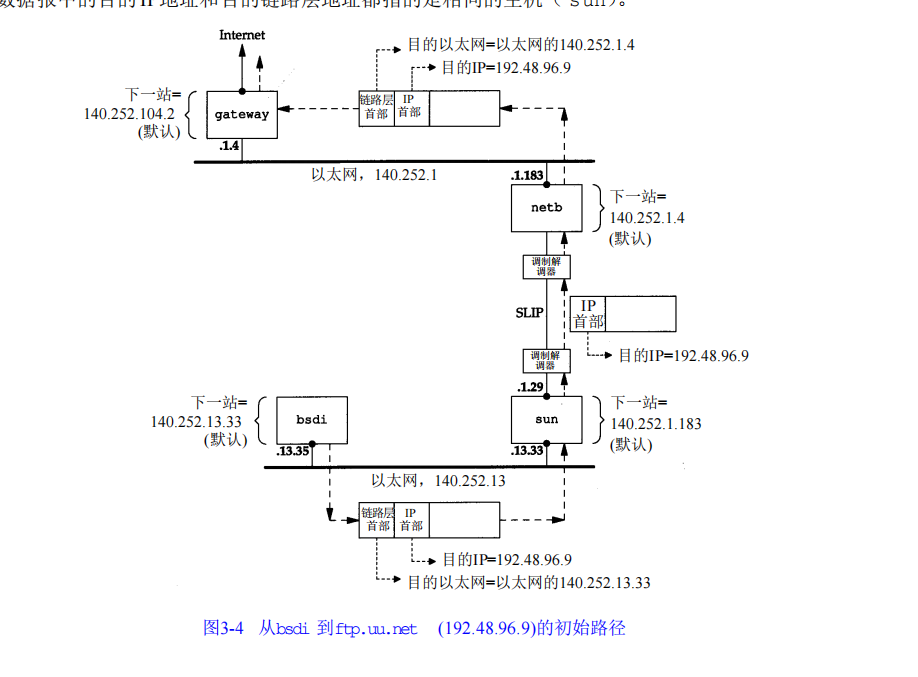 数据报中的目的IP地址和目的链路层地址都指的是相同的主机(sun)。
Internet
目的以太网=以太网的140.252.1.4
目的IP=192.48.96.9
下一站=
140.252.104.2
(默认)
gateway
链路层
首部
IP
首部
.1.4
以太网，140.252.1
.1.183
netb
下一站=
140.252.1.4
(默认)
调制解
调器
SLIP
IP
首部
目的IP=192.48.96.9
调制解
调器
.1.29
下一站=
140.252.13.33
(默认)
bsdi
sun
下一站=
140.252.1.183
(默认)
.13.35
.13.33
以太网，140.252.13
链路层
首部
IP
首部
目的IP=192.48.96.9
目的以太网=以太网的140.252.13.33
图3-4 从bsdi 到ftp.uu.net (192.48.96.9)的初始路径